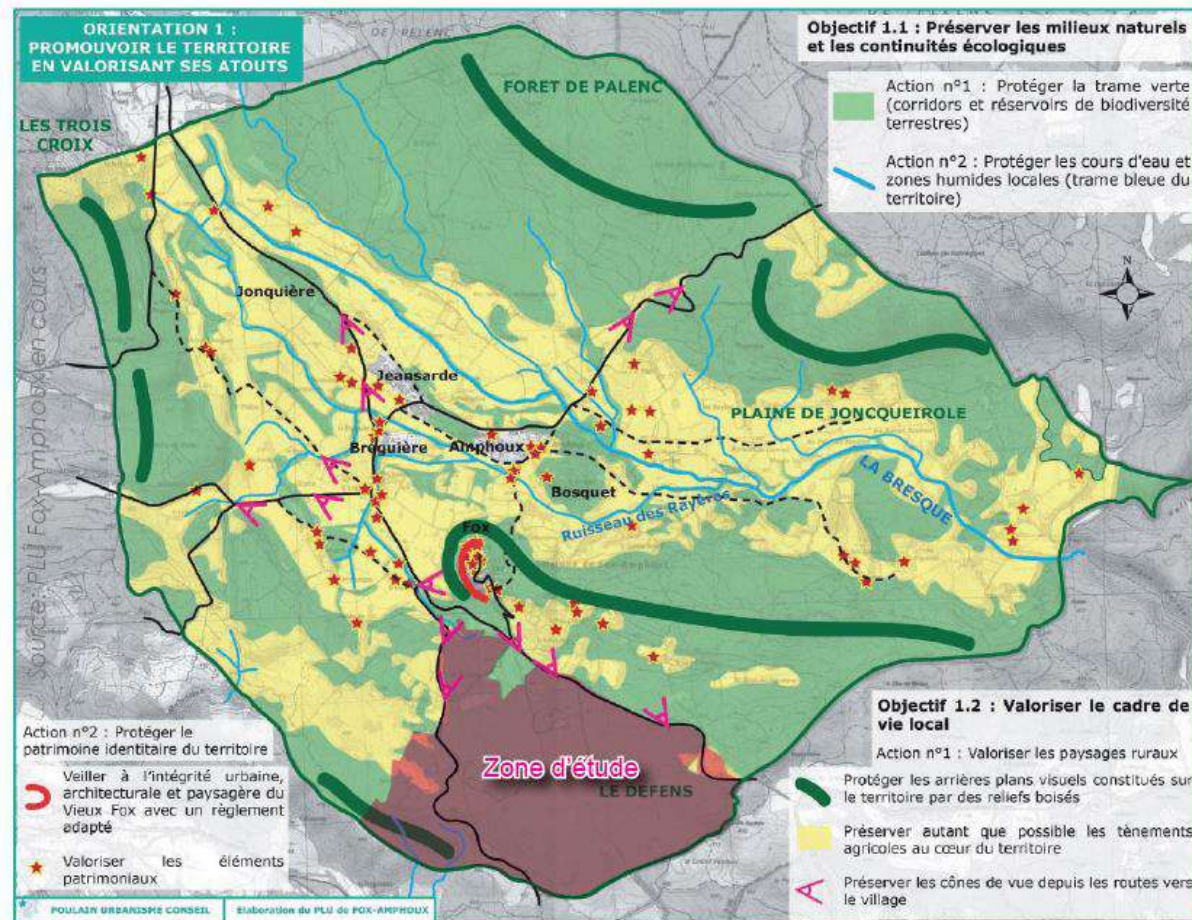 ORIENTATION 1 :
PROMOUVOIR LE TERRITOIRE
EN VALORISANT SES ATOUTS
Objectif 1.1 : Préserver les milieux naturels
et les continuités écologiques
Action n°1 : Protéger la trame verte
(corridors et réservoirs de biodiversité
terrestres)
Action n°2 : Protéger les cours d'eau et
zones humides locales (trame bleue du
territoire)
FORET DE PALENC
LES TROIS
CROIX
N
Jonquière
Jeansarde
PLAINE DE JONCQUEIROLE
Bréguière
Amphoux
Bosquet
LA BRESQUE
Ruisseau des Rayères
Fox
Zone d'étude
LE DEFENS
Source: PLU Fox-Amphoux en cours
Action n°2 : Protéger le
patrimoine identitaire du territoire
Veiller à l'intégrité urbaine,
architecturale et paysagère du
Vieux Fox avec un règlement
adapté
Valoriser les éléments
patrimoniaux
Objectif 1.2 : Valoriser le cadre de
vie local
Action n°1 : Valoriser les paysages ruraux
Protéger les arrières plans visuels constitués sur
le territoire par des reliefs boisés
Préserver autant que possible les tènements
agricoles au cœur du territoire
Préserver les cônes de vue depuis les routes vers
le village
POULAIN URBANISME CONSEIL
Elaboration du PLU de FOX-AMPHOUX